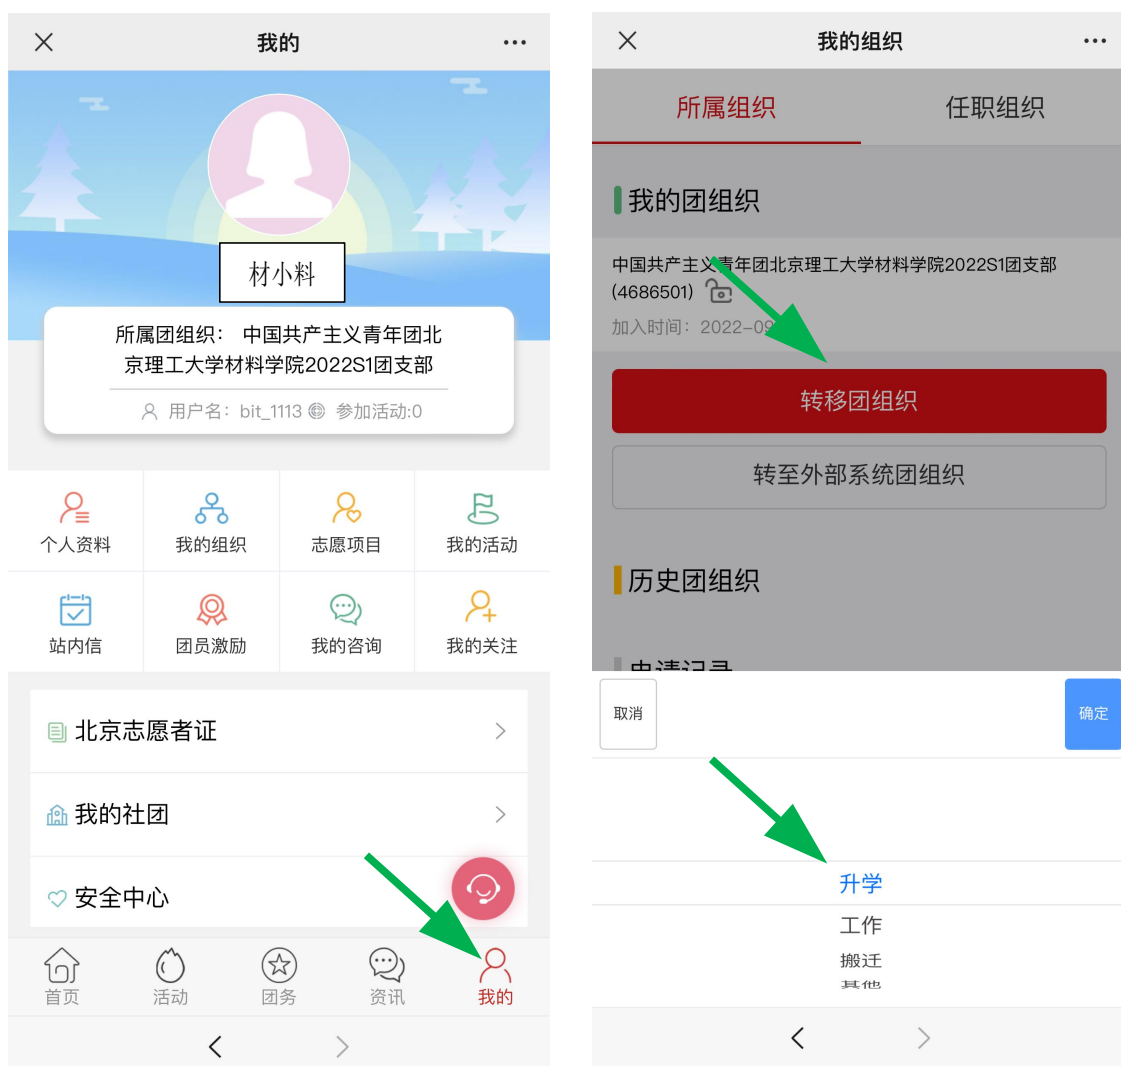 我的
材小料
所属团组织： 中国共产主义青年团北
京理工大学材料学院2022S1团支部
用户名：bit_1113 参加活动:0
个人资料 我的组织 志愿项目 我的活动
站内信 团员激励 我的咨询 我的关注
北京志愿者证
我的社团
安全中心
首页 活动 团务 资讯 我的
我的组织
所属组织 任职组织
我的团组织
中国共产主义青年团北京理工大学材料学院2022S1团支部
(4686501)
加入时间：2022-09
转移团组织
转至外部系统团组织
历史团组织
申请记录
取消 确定
升学
工作
搬迁
其他